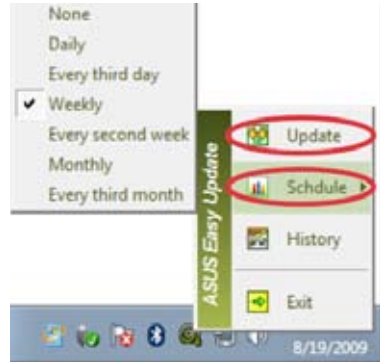 None
Daily
Every third day
Weekly
Every second week
Monthly
Every third month
ASUS Easy Update
Update
Schdule
History
Exit
8/19/2009